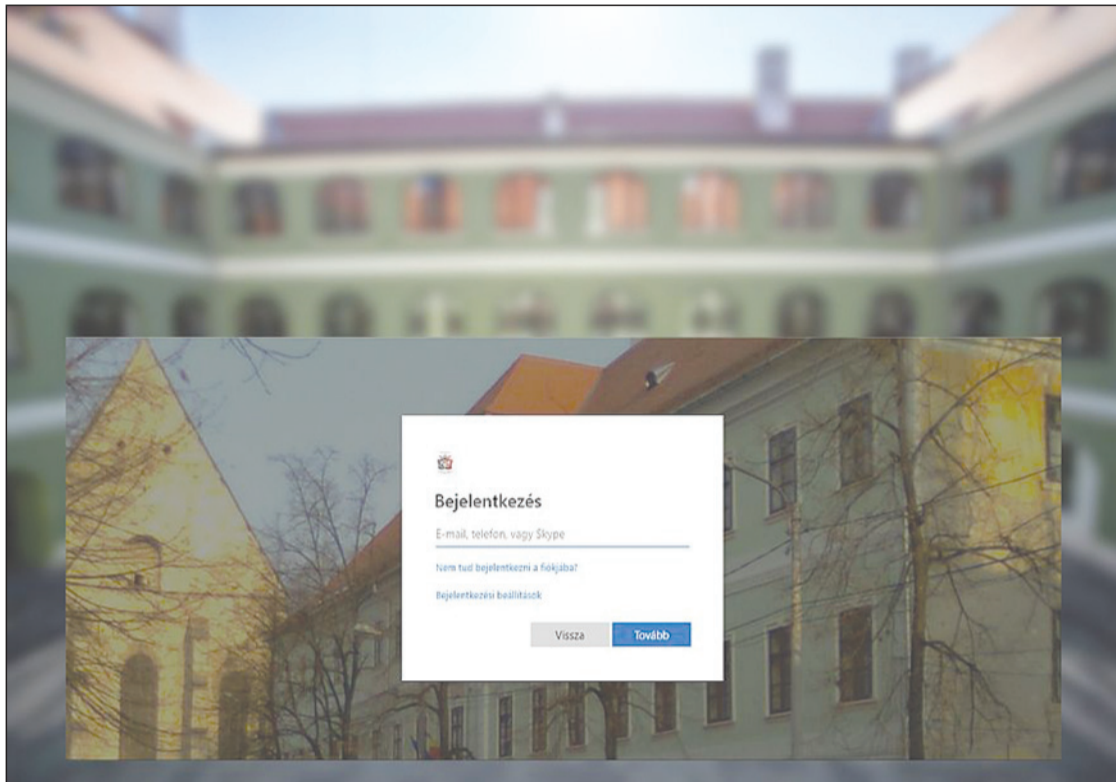 Bejelentkezés
E-mail, telefon, vagy Skype
Nem tud bejelentkezni a fiókjába?
Bejelentkezési beállítások
Vissza
Tovább